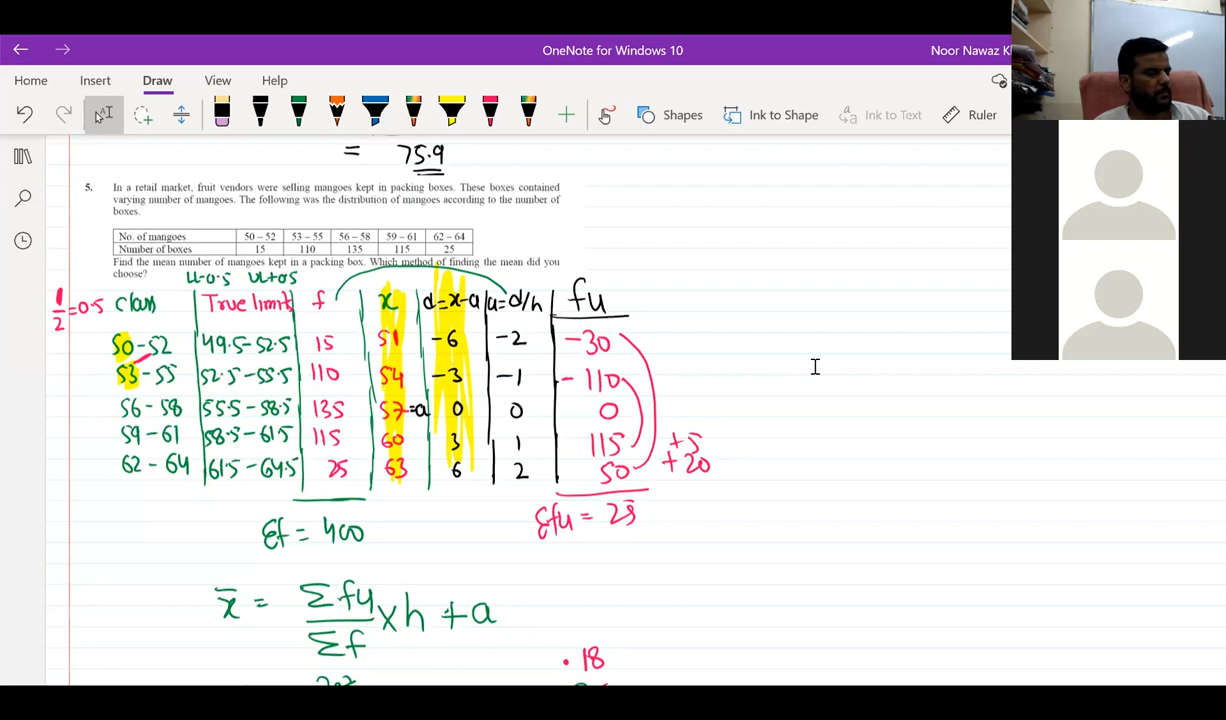 OneNote for Windows 10
Noor Nawaz K
Home Insert Draw View Help
Shapes Ink to Shape Ink to Text Ruler
= 75.9
5. In a retail market, fruit vendors were selling mangoes kept in packing boxes. These boxes contained
varying number of mangoes. The following was the distribution of mangoes according to the number of
boxes.
No. of mangoes 50 – 52 53 – 55 56 – 58 59 – 61 62 – 64
Number of boxes 15 110 135 115 25
Find the mean number of mangoes kept in a packing box. Which method of finding the mean did you
choose?
LL-0.5 UL+0.5
1/2 = 0.5 class True limit f x d=x-a u=d/h fu
50-52 49.5-52.5 15 51 -6 -2 -30
53-55 52.5-55.5 110 54 -3 -1 -110
56-58 55.5-58.5 135 57=a 0 0 0
59-61 58.5-61.5 115 60 3 1 115 +5
62-64 61.5-64.5 25 63 6 2 50 +20
Σf = 400 Σfu = 25
x̄ = Σfu/Σf × h + a
.18